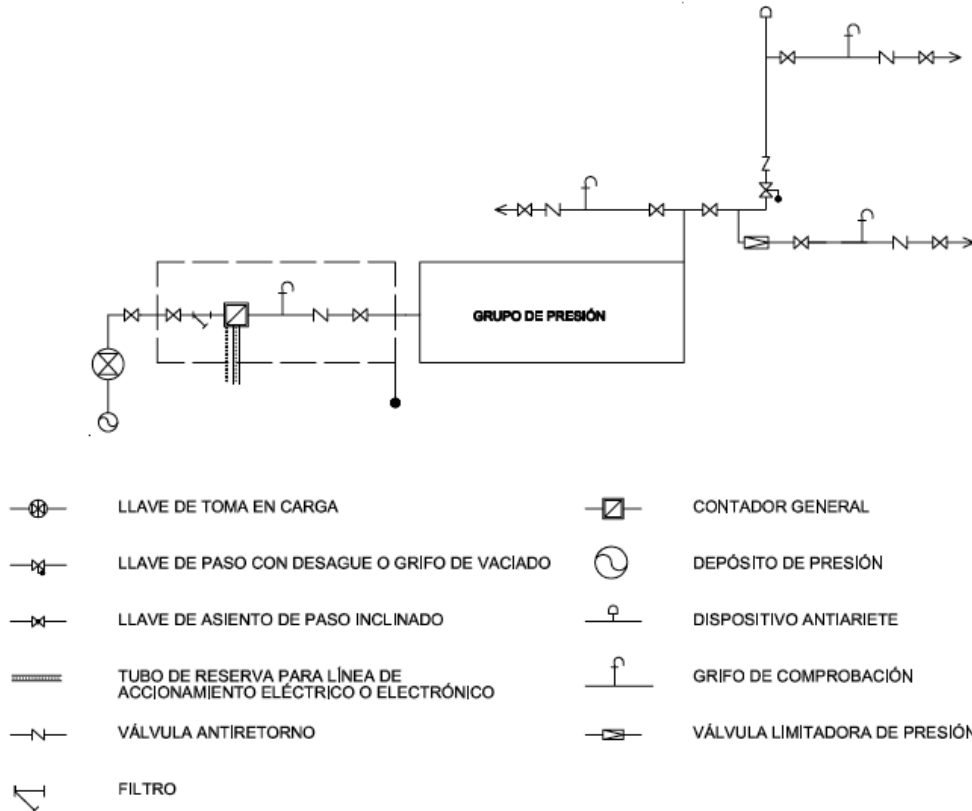 GRUPO DE PRESIÓN
LLAVE DE TOMA EN CARGA
LLAVE DE PASO CON DESAGUE O GRIFO DE VACIADO
LLAVE DE ASIENTO DE PASO INCLINADO
TUBO DE RESERVA PARA LÍNEA DE
ACCIONAMIENTO ELÉCTRICO O ELECTRÓNICO
VÁLVULA ANTIRETORNO
FILTRO
CONTADOR GENERAL
DEPÓSITO DE PRESIÓN
DISPOSITIVO ANTIARIETE
GRIFO DE COMPROBACIÓN
VÁLVULA LIMITADORA DE PRESIÓN